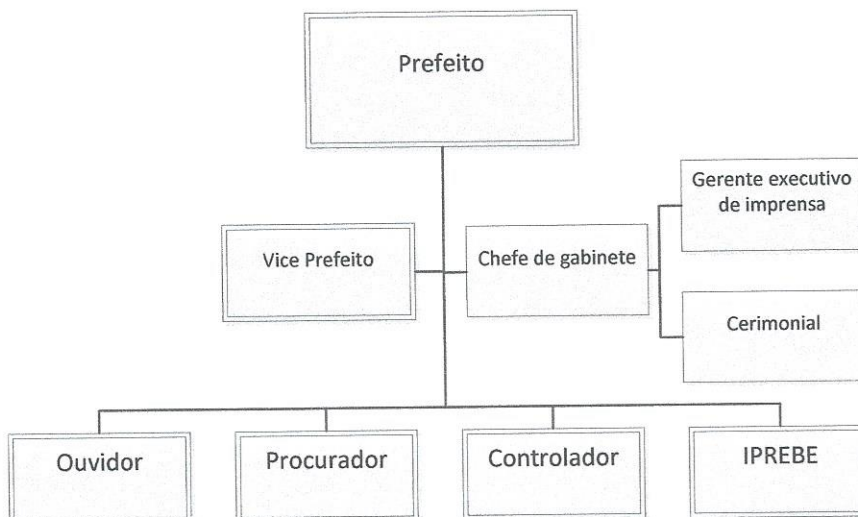 Prefeito
Gerente executivo
de imprensa
Vice Prefeito
Chefe de gabinete
Cerimonial
Ouvidor
Procurador
Controlador
IPREBE